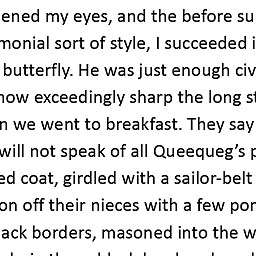 ened my eyes, and the before su
monial sort of style, I succeeded i
butterfly. He was just enough civ
now exceedingly sharp the long st
n we went to breakfast. They say
will not speak of all Queequeg’s p
ed coat, girdled with a sailor-belt
on off their nieces with a few por
ack borders, masoned into the w